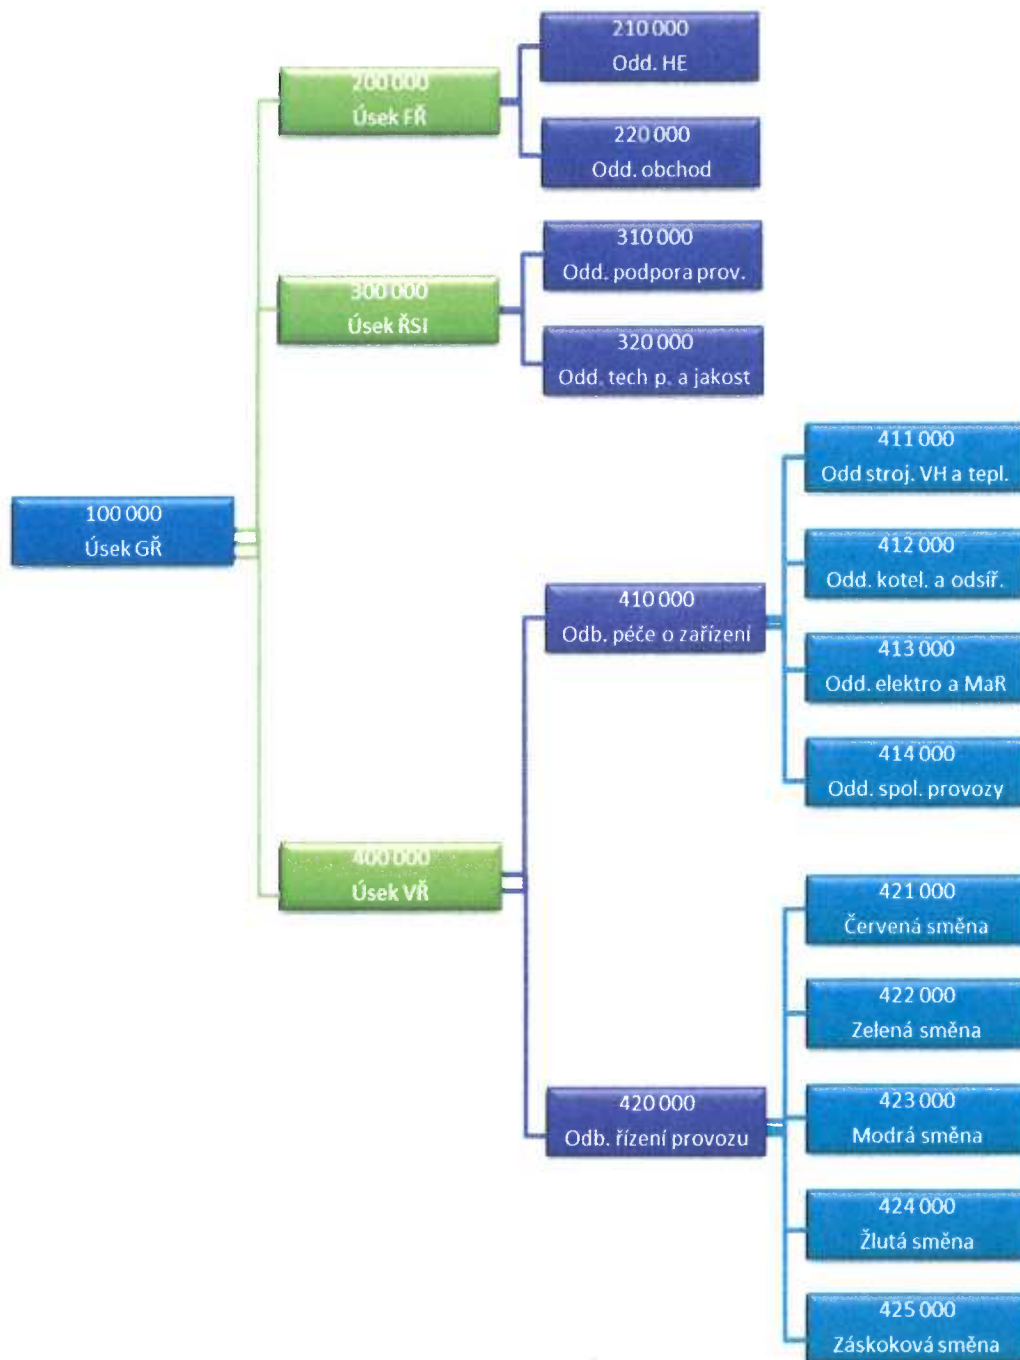 210 000
Odd. HE
200 000
Úsek FŘ
220 000
Odd. obchod
310 000
Odd. podpora prov.
300 000
Úsek ŘSI
320 000
Odd. tech p. a jakost
411 000
Odd stroj. VH a tepl.
100 000
Úsek GŘ
412 000
Odd. kotel. a odsíř.
410 000
Odb. péče o zařízení
413 000
Odd. elektro a MaR
414 000
Odd. spol. provozy
400 000
Úsek VŘ
421 000
Červená směna
422 000
Zelená směna
420 000
Odb. řízení provozu
423 000
Modrá směna
424 000
Žlutá směna
425 000
Záskoková směna